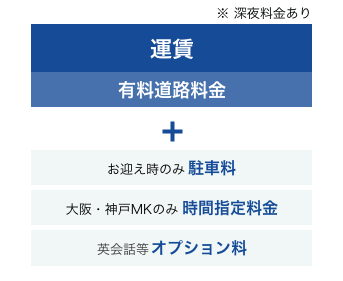 ※ 深夜料金あり
運賃
有料道路料金
+
お迎え時のみ 駐車料
大阪・神戸MKのみ 時間指定料金
英会話等 オプション料